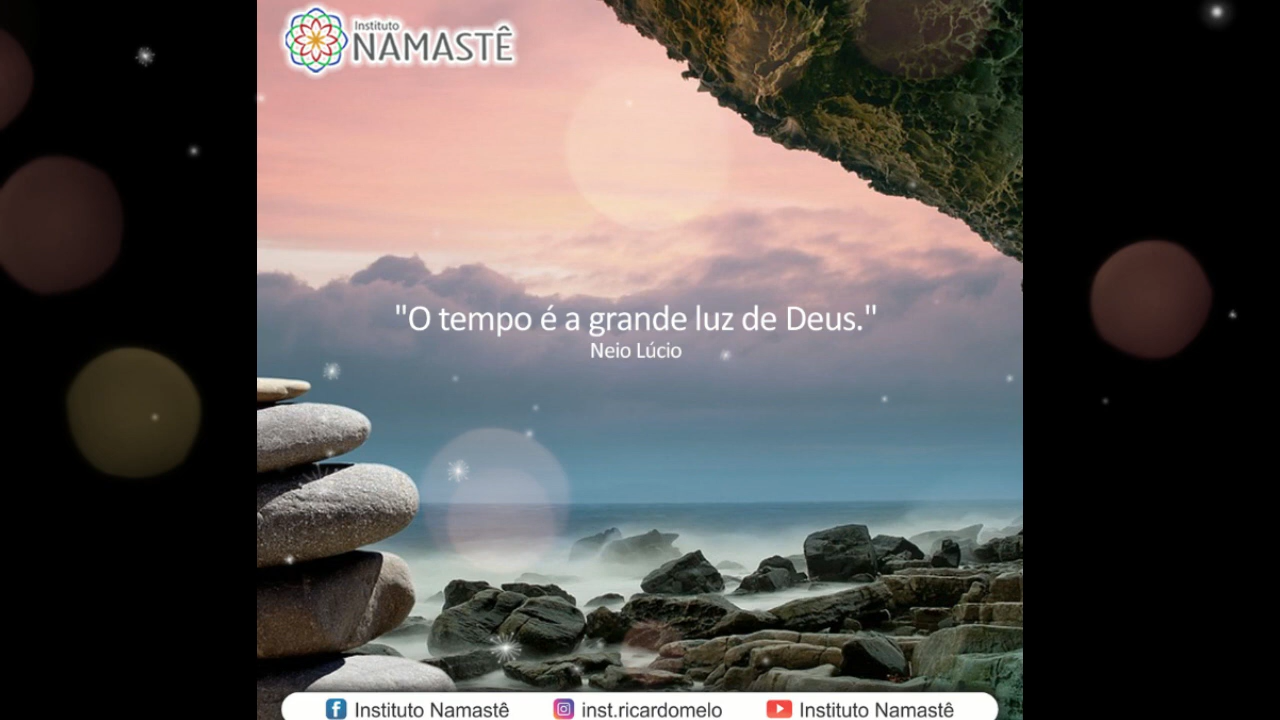 Instituto
NAMASTÊ
"O tempo é a grande luz de Deus."
Neio Lúcio
Instituto Namastê inst.ricardomelo Instituto Namastê